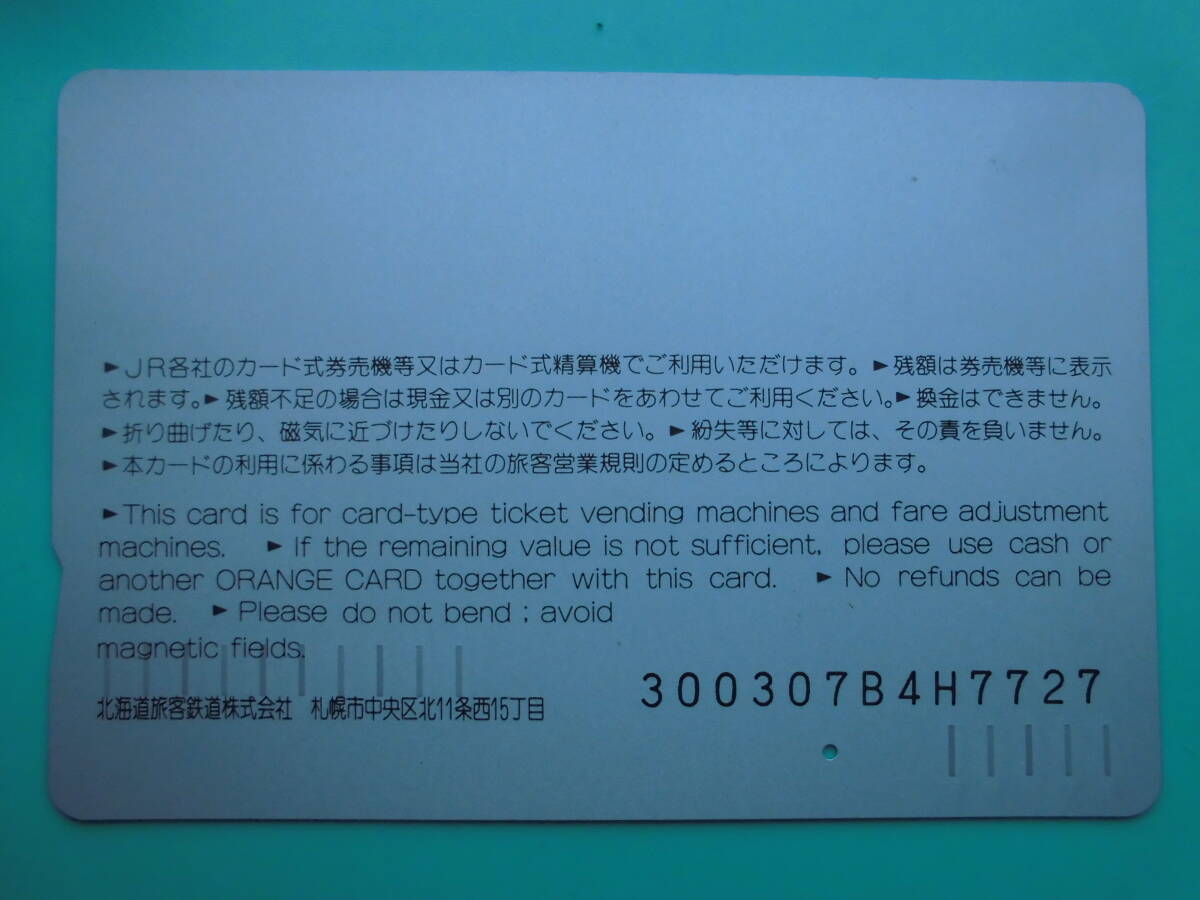 ►JR各社のカード式券売機等又はカード式精算機でご利用いただけます。►残額は券売機等に表示
されます。►残額不足の場合は現金又は別のカードをあわせてご利用ください。►換金はできません。
►折り曲げたり、磁気に近づけたりしないでください。►紛失等に対しては、その責を負いません。
►本カードの利用に係わる事項は当社の旅客営業規則の定めるところによります。
►This card is for card-type ticket vending machines and fare adjustment
machines. ►If the remaining value is not sufficient, please use cash or
another ORANGE CARD together with this card. ►No refunds can be
made. ►Please do not bend ; avoid
magnetic fields.
北海道旅客鉄道株式会社 札幌市中央区北11条西15丁目
300307B4H7727